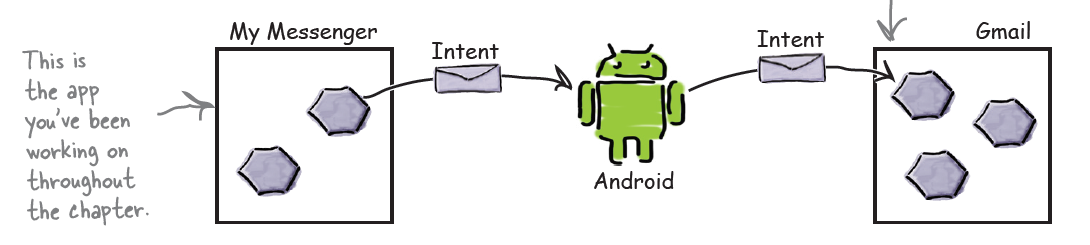 My Messenger
Intent
Intent
Gmail
This is
the app
you've been
working on
throughout
the chapter.
Android